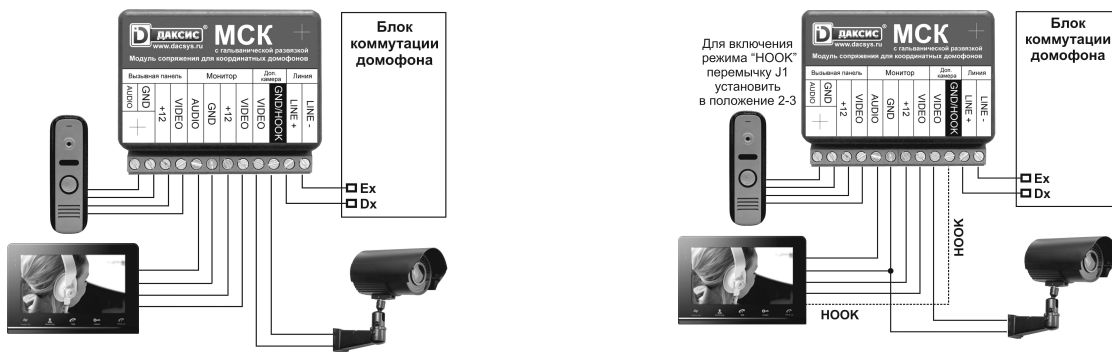 D ДАКСИС ® МСК
www.dacsys.ru с гальванической развязкой
Модуль сопряжения для координатных домофонов
Вызывная панель Монитор Доп. камера Линия
AUDIO GND +12 VIDEO AUDIO GND +12 VIDEO VIDEO GND/HOOK LINE + LINE -
Блок
коммутации
домофона
Ex
Dx
Для включения
режима "HOOK"
перемычку J1
установить
в положение 2-3
D ДАКСИС ® МСК
www.dacsys.ru с гальванической развязкой
Модуль сопряжения для координатных домофонов
Вызывная панель Монитор Доп. камера Линия
AUDIO GND +12 VIDEO AUDIO GND +12 VIDEO VIDEO GND/HOOK LINE + LINE -
Блок
коммутации
домофона
Ex
Dx
HOOK
HOOK